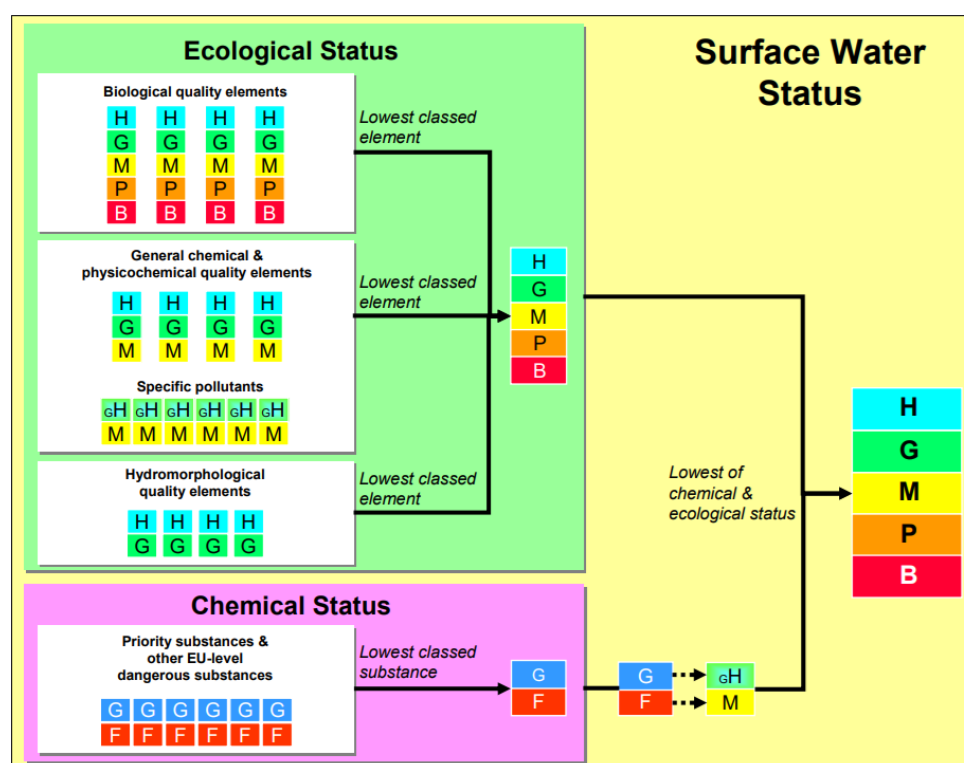 Surface Water
Status
Ecological Status
Biological quality elements
H H H H
G G G G
M M M M
P P P P
B B B B
Lowest classed
element
General chemical &
physicochemical quality elements
H H H H
G G G G
M M M M
Lowest classed
element
Specific pollutants
GH GH GH GH GH GH
M M M M M M
Hydromorphological
quality elements
H H H H
G G G G
Lowest classed
element
H
G
M
P
B
Chemical Status
Priority substances &
other EU-level
dangerous substances
G G G G G G
F F F F F F
Lowest classed
substance
G
F
G GH
F M
Lowest of
chemical &
ecological status
H
G
M
P
B